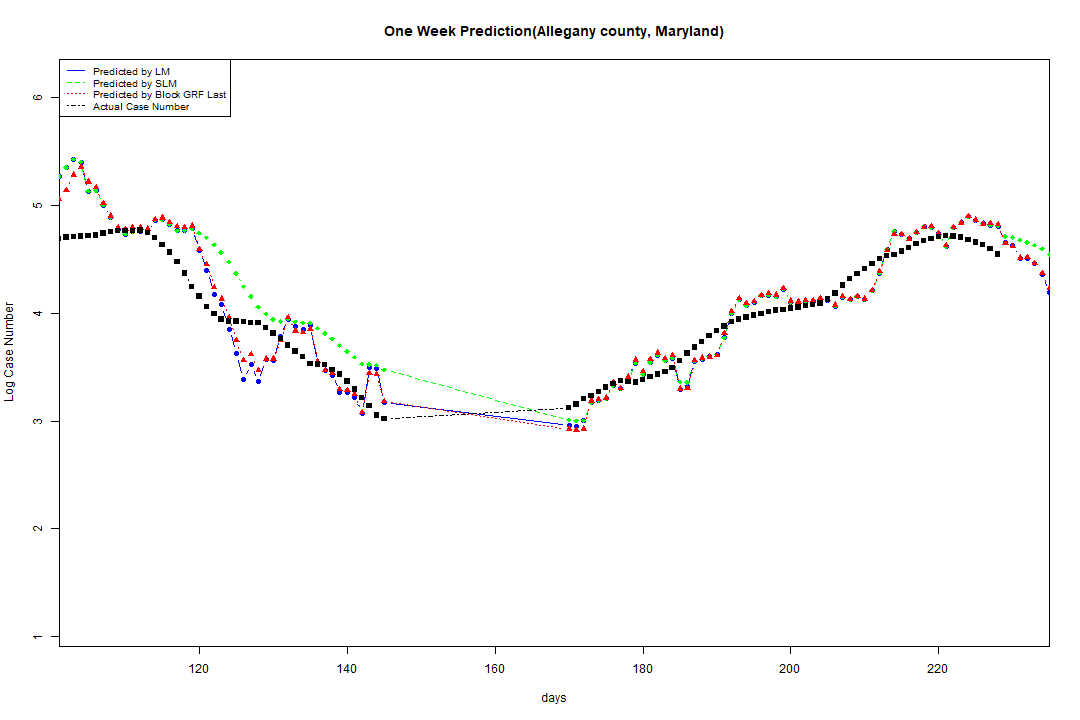 One Week Prediction(Allegany county, Maryland)
Predicted by LM
Predicted by SLM
Predicted by Block GRF Last
Actual Case Number
6
5
4
3
2
1
Log Case Number
120 140 160 180 200 220
days